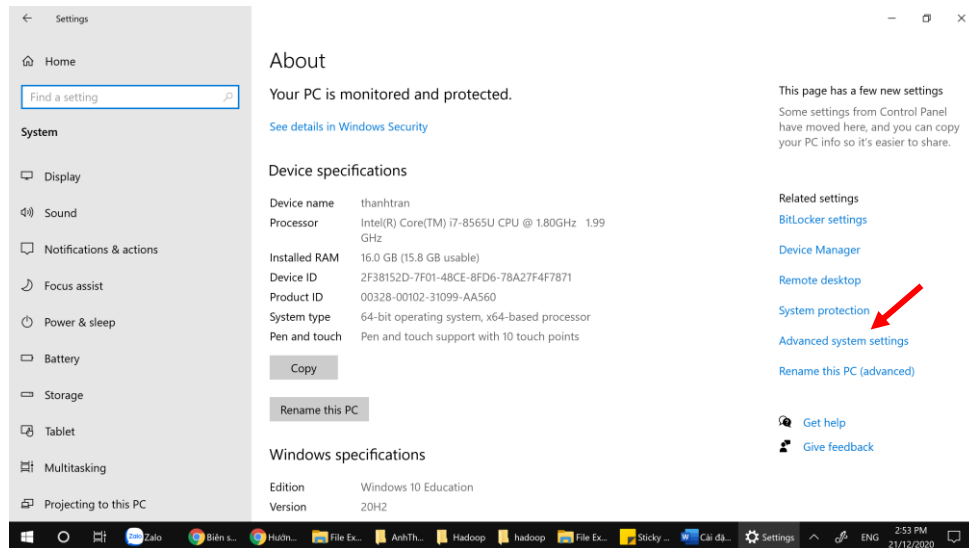 Settings
Home
Find a setting
System
Display
Sound
Notifications & actions
Focus assist
Power & sleep
Battery
Storage
Tablet
Multitasking
Projecting to this PC
About
Your PC is monitored and protected.
See details in Windows Security
Device specifications
Device name thanhtran
Processor Intel(R) Core(TM) i7-8565U CPU @ 1.80GHz 1.99
GHz
Installed RAM 16.0 GB (15.8 GB usable)
Device ID 2F38152D-7F01-48CE-8FD6-78A27F4F7871
Product ID 00328-00102-31099-AA560
System type 64-bit operating system, x64-based processor
Pen and touch Pen and touch support with 10 touch points
Copy
Rename this PC
Windows specifications
Edition Windows 10 Education
Version 20H2
This page has a few new settings
Some settings from Control Panel
have moved here, and you can copy
your PC info so it's easier to share.
Related settings
BitLocker settings
Device Manager
Remote desktop
System protection
Advanced system settings
Rename this PC (advanced)
Get help
Give feedback
Zalo Zalo Biên s... Hướn... File Ex... AnhTh... Hadoop hadoop File Ex... Sticky ... Cài đặ... Settings ENG 2:53 PM
21/12/2020